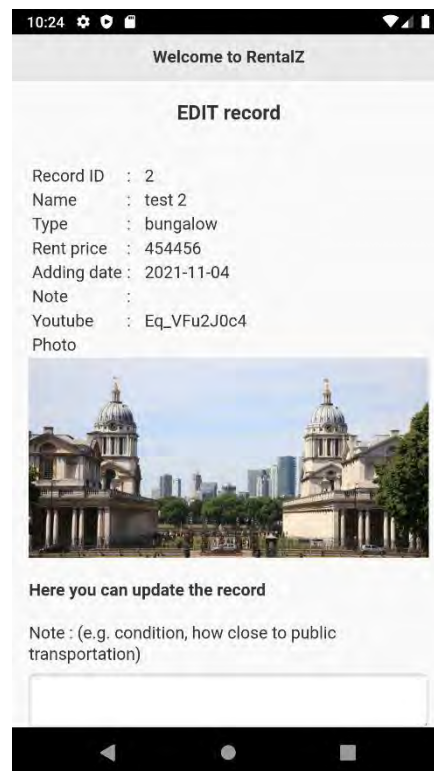 10:24
Welcome to RentalZ
EDIT record
Record ID : 2
Name : test 2
Type : bungalow
Rent price : 454456
Adding date : 2021-11-04
Note :
Youtube : Eq_VFu2J0c4
Photo
Here you can update the record
Note : (e.g. condition, how close to public
transportation)